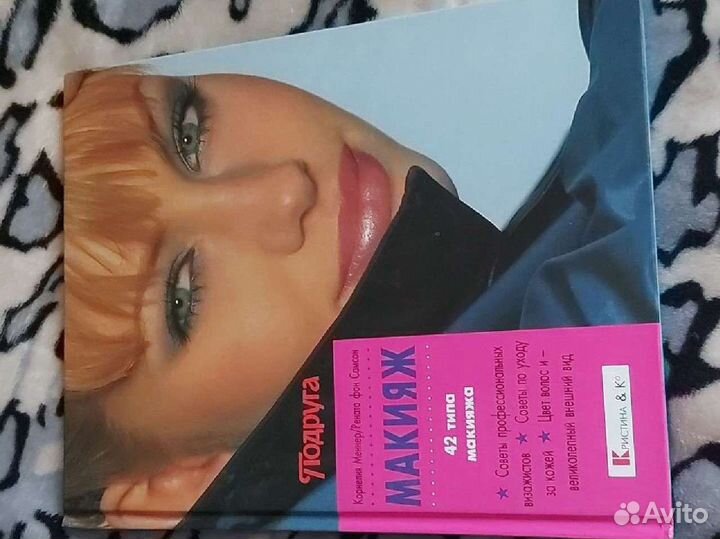 Подруга
Корнелия Меннер/Рената фон Самсон
МАКИЯЖ
42 типа
макияжа
★ Советы профессиональных
визажистов ★ Советы по уходу
за кожей ★ Цвет волос и –
великолепный внешний вид
КРИСТИНА & К°
Avito